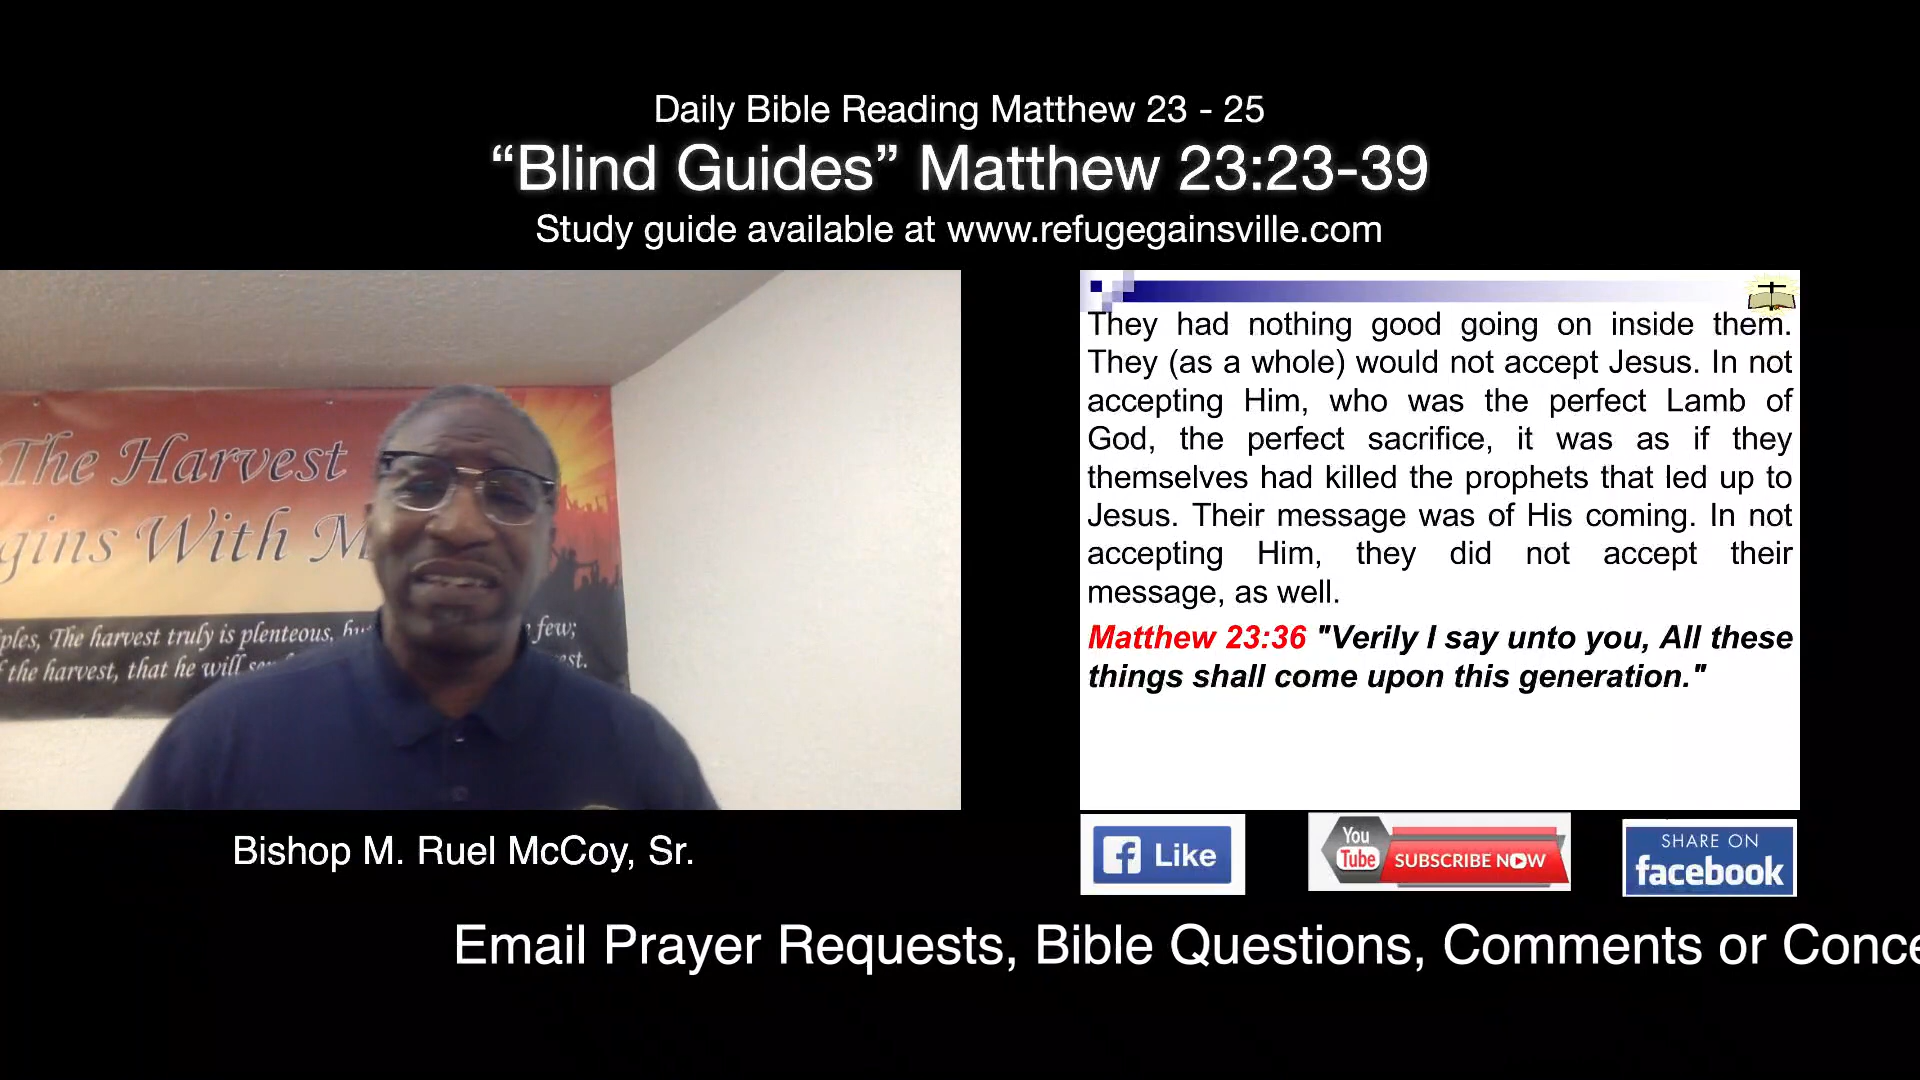 Daily Bible Reading Matthew 23 - 25
“Blind Guides” Matthew 23:23-39
Study guide available at www.refugegainsville.com
The Harvest
gins With M
ples, The harvest truly is plenteous, bu
few;
the harvest, that he will sen
est.
They had nothing good going on inside them.
They (as a whole) would not accept Jesus. In not
accepting Him, who was the perfect Lamb of
God, the perfect sacrifice, it was as if they
themselves had killed the prophets that led up to
Jesus. Their message was of His coming. In not
accepting Him, they did not accept their
message, as well.
Matthew 23:36 "Verily I say unto you, All these
things shall come upon this generation."
Bishop M. Ruel McCoy, Sr.
Like
You
Tube
SUBSCRIBE NOW
SHARE ON
facebook
Email Prayer Requests, Bible Questions, Comments or Conce